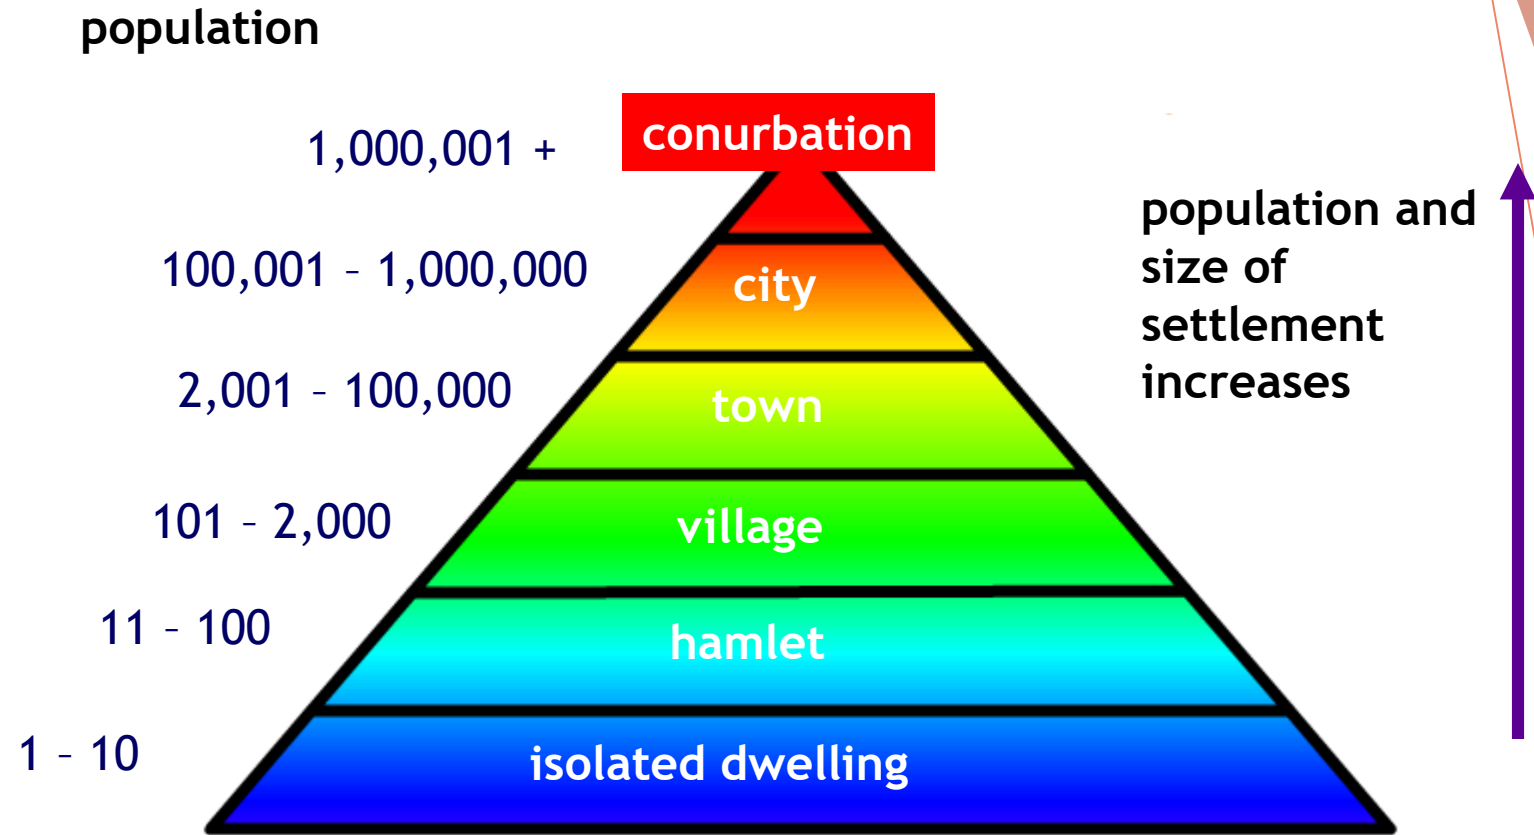 population
1,000,001 +
conurbation
100,001 – 1,000,000
city
2,001 – 100,000
town
101 – 2,000
village
11 – 100
hamlet
1 – 10
isolated dwelling
population and
size of
settlement
increases